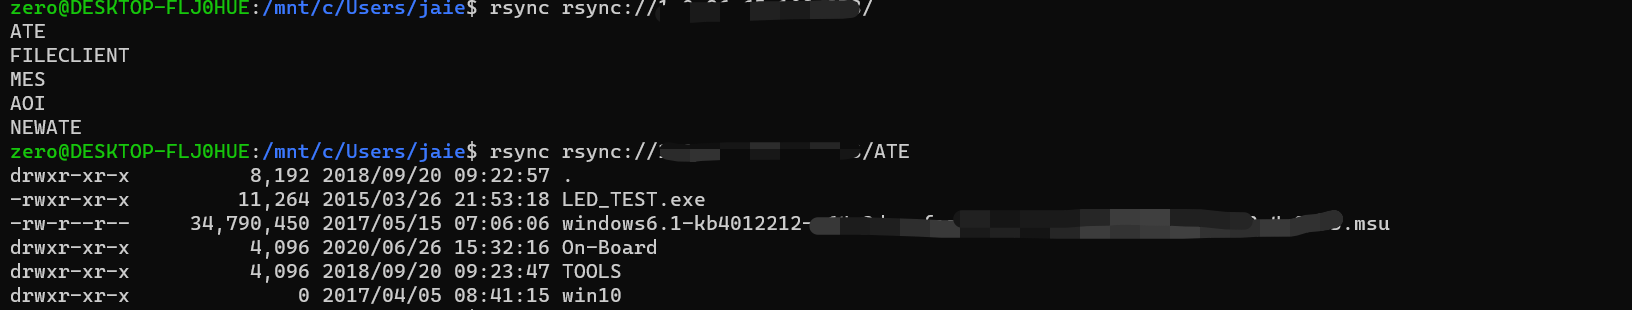 zero@DESKTOP-FLJ0HUE:/mnt/c/Users/jaie$ rsync rsync:///
ATE
FILECLIENT
MES
AOI
NEWATE
zero@DESKTOP-FLJ0HUE:/mnt/c/Users/jaie$ rsync rsync:///ATE
drwxr-xr-x          8,192 2018/09/20 09:22:57 .
-rwxr-xr-x         11,264 2015/03/26 21:53:18 LED_TEST.exe
-rw-r--r--     34,790,450 2017/05/15 07:06:06 windows6.1-kb4012212-.msu
drwxr-xr-x          4,096 2020/06/26 15:32:16 On-Board
drwxr-xr-x          4,096 2018/09/20 09:23:47 TOOLS
drwxr-xr-x              0 2017/04/05 08:41:15 win10